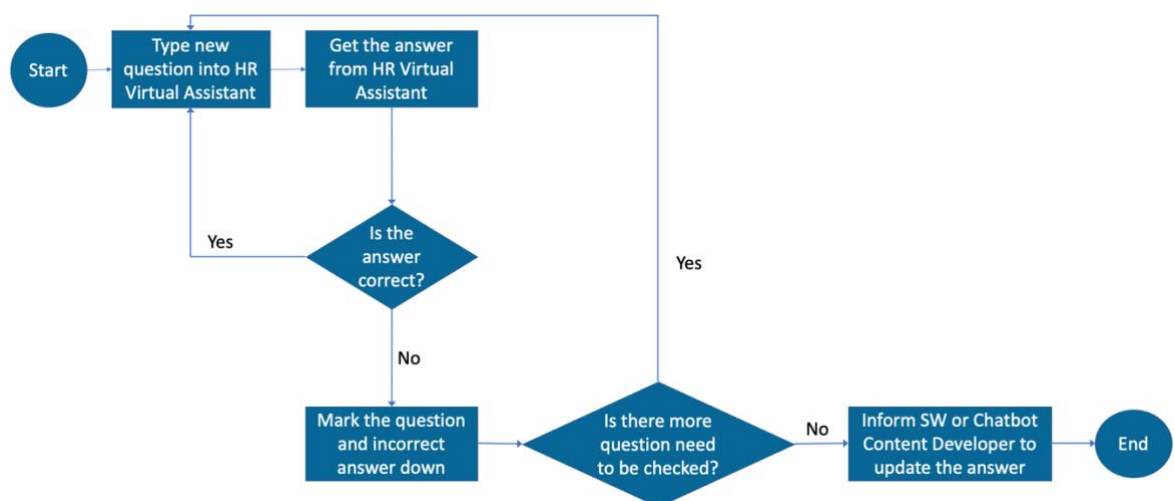 Start
Type new
question into HR
Virtual Assistant
Get the answer
from HR Virtual
Assistant
Yes
Is the
answer
correct?
Yes
No
Mark the question
and incorrect
answer down
Is there more
question need
to be checked?
No
Inform SW or Chatbot
Content Developer to
update the answer
End